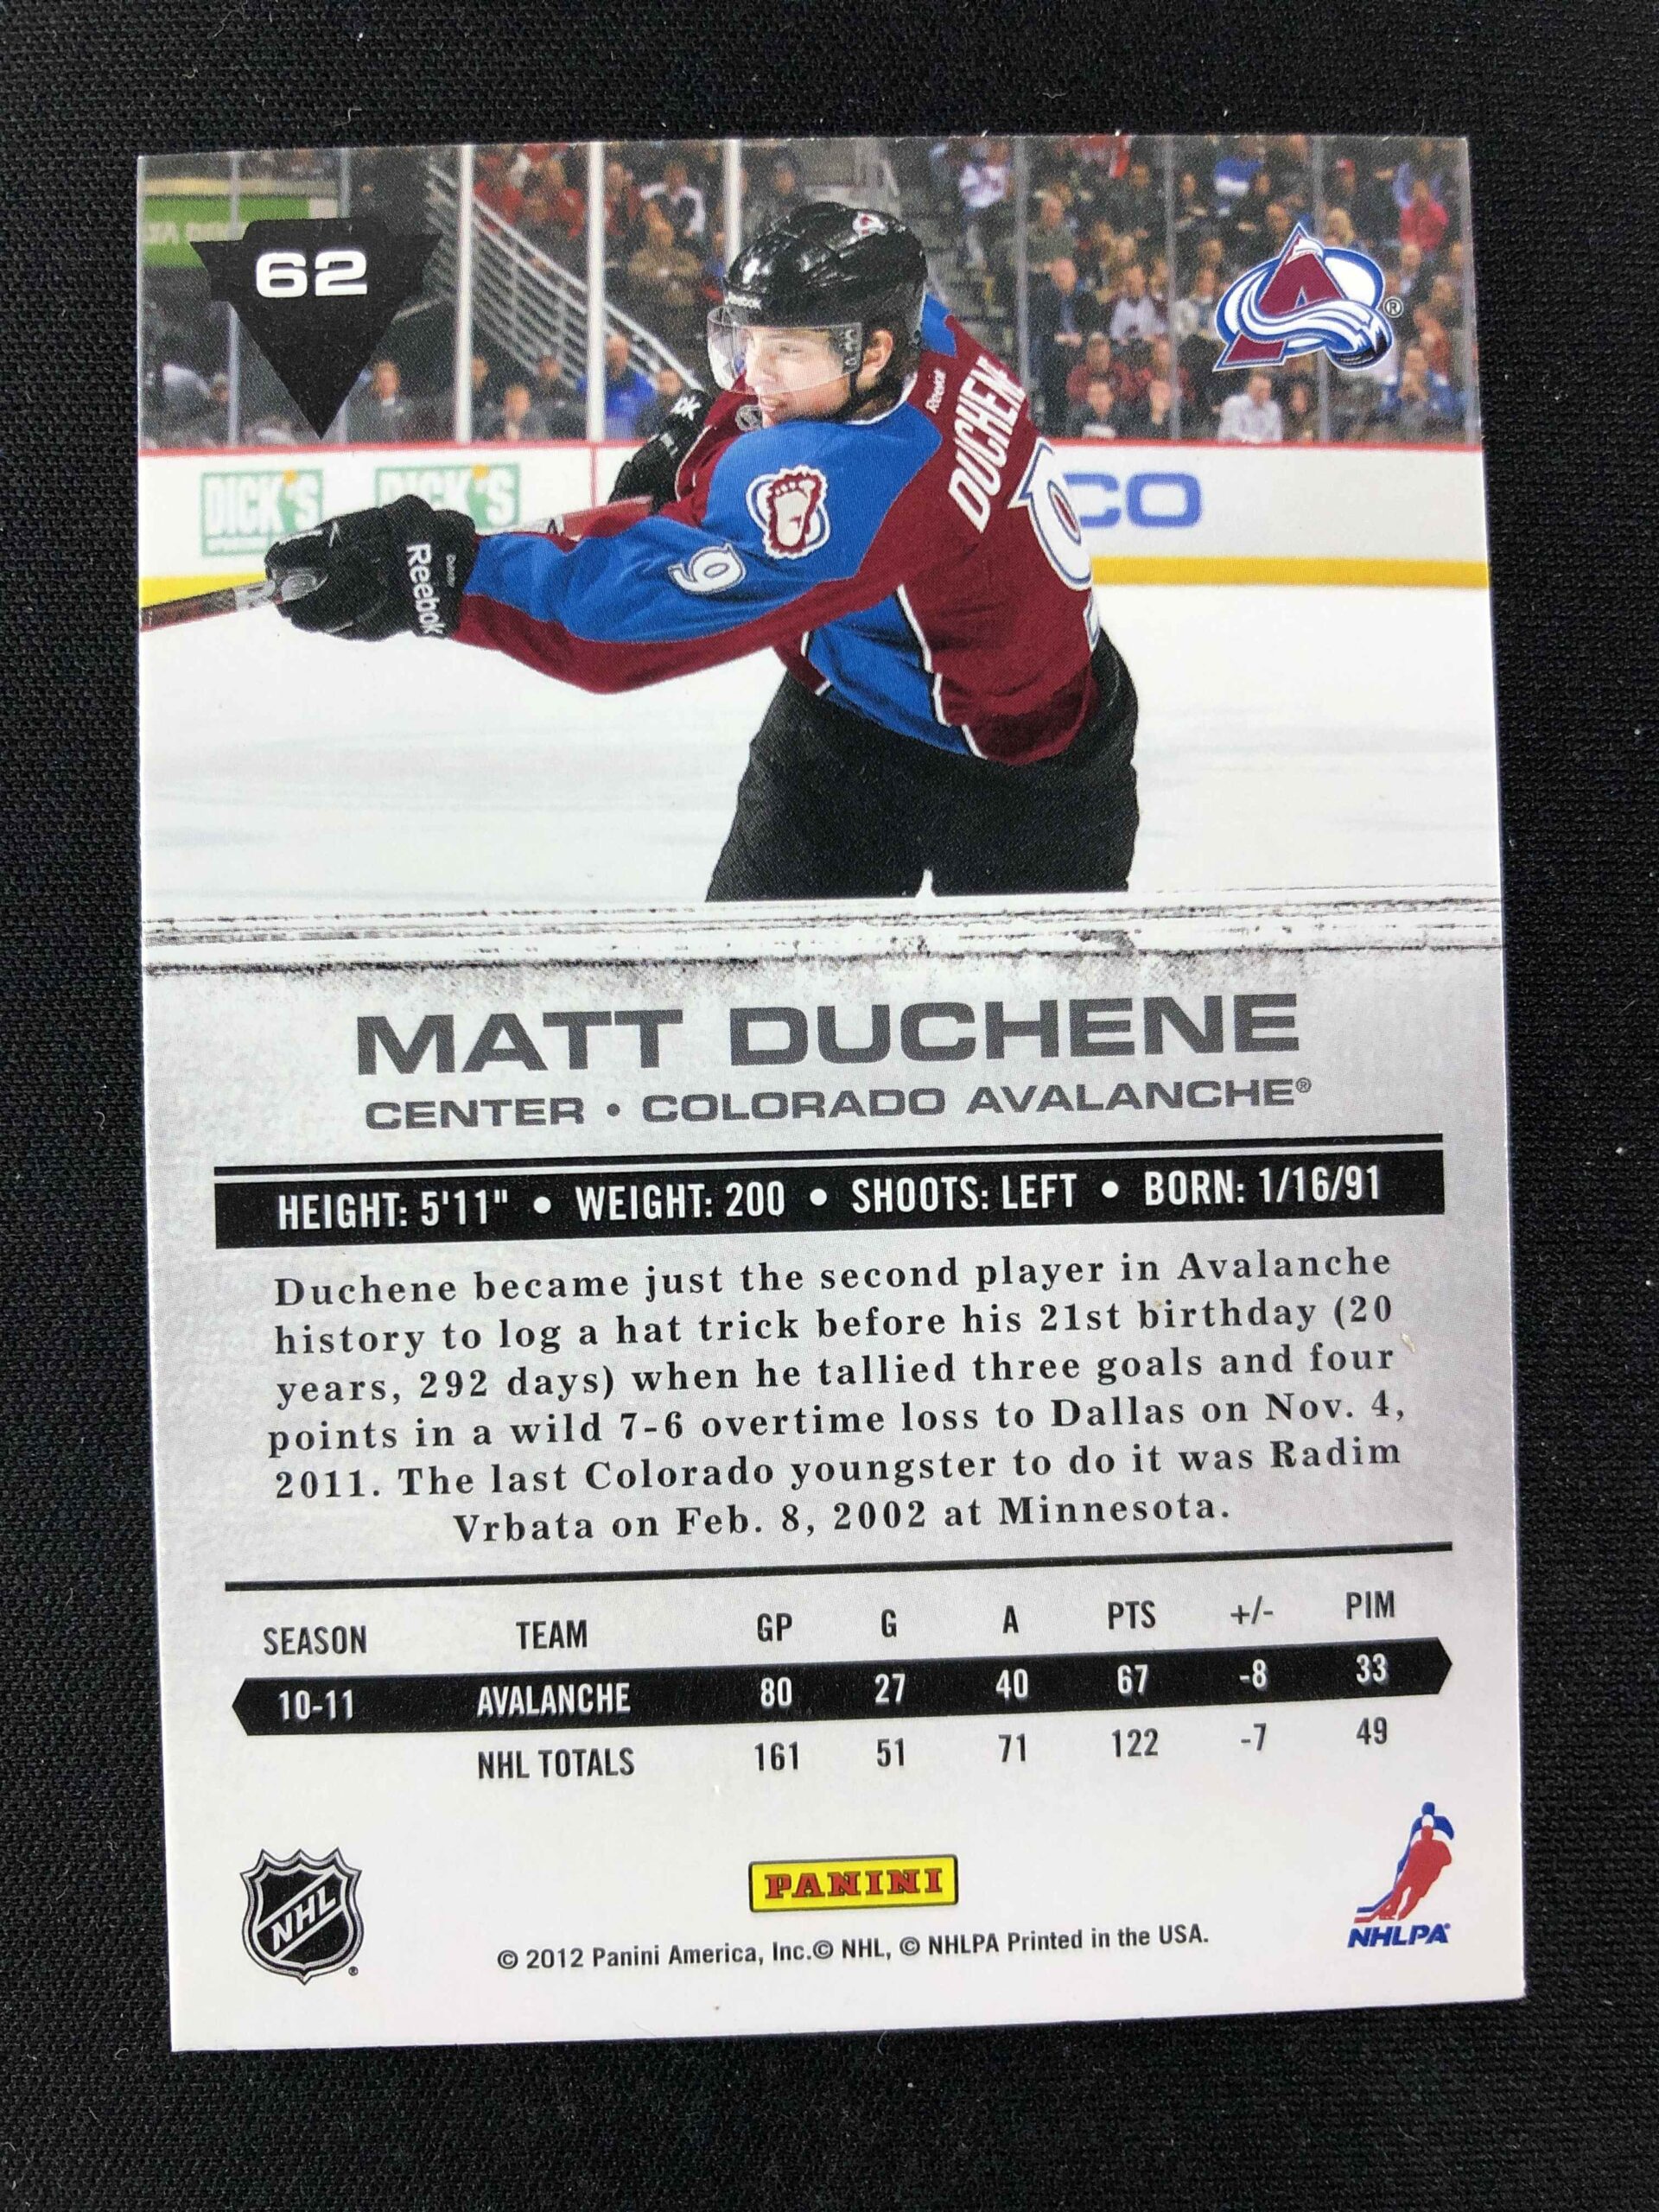 62
Reebok
Reebok
DUCHENE
9
9
DICK'S
DICK'S
CO
Reebok
MATT DUCHENE
CENTER • COLORADO AVALANCHE®
HEIGHT: 5'11" • WEIGHT: 200 • SHOOTS: LEFT • BORN: 1/16/91
Duchene became just the second player in Avalanche
history to log a hat trick before his 21st birthday (20
years, 292 days) when he tallied three goals and four
points in a wild 7-6 overtime loss to Dallas on Nov. 4,
2011. The last Colorado youngster to do it was Radim
Vrbata on Feb. 8, 2002 at Minnesota.
SEASON TEAM GP G A PTS +/- PIM
10-11 AVALANCHE 80 27 40 67 -8 33
NHL TOTALS 161 51 71 122 -7 49
NHL
PANINI
NHLPA
© 2012 Panini America, Inc.© NHL, © NHLPA Printed in the USA.